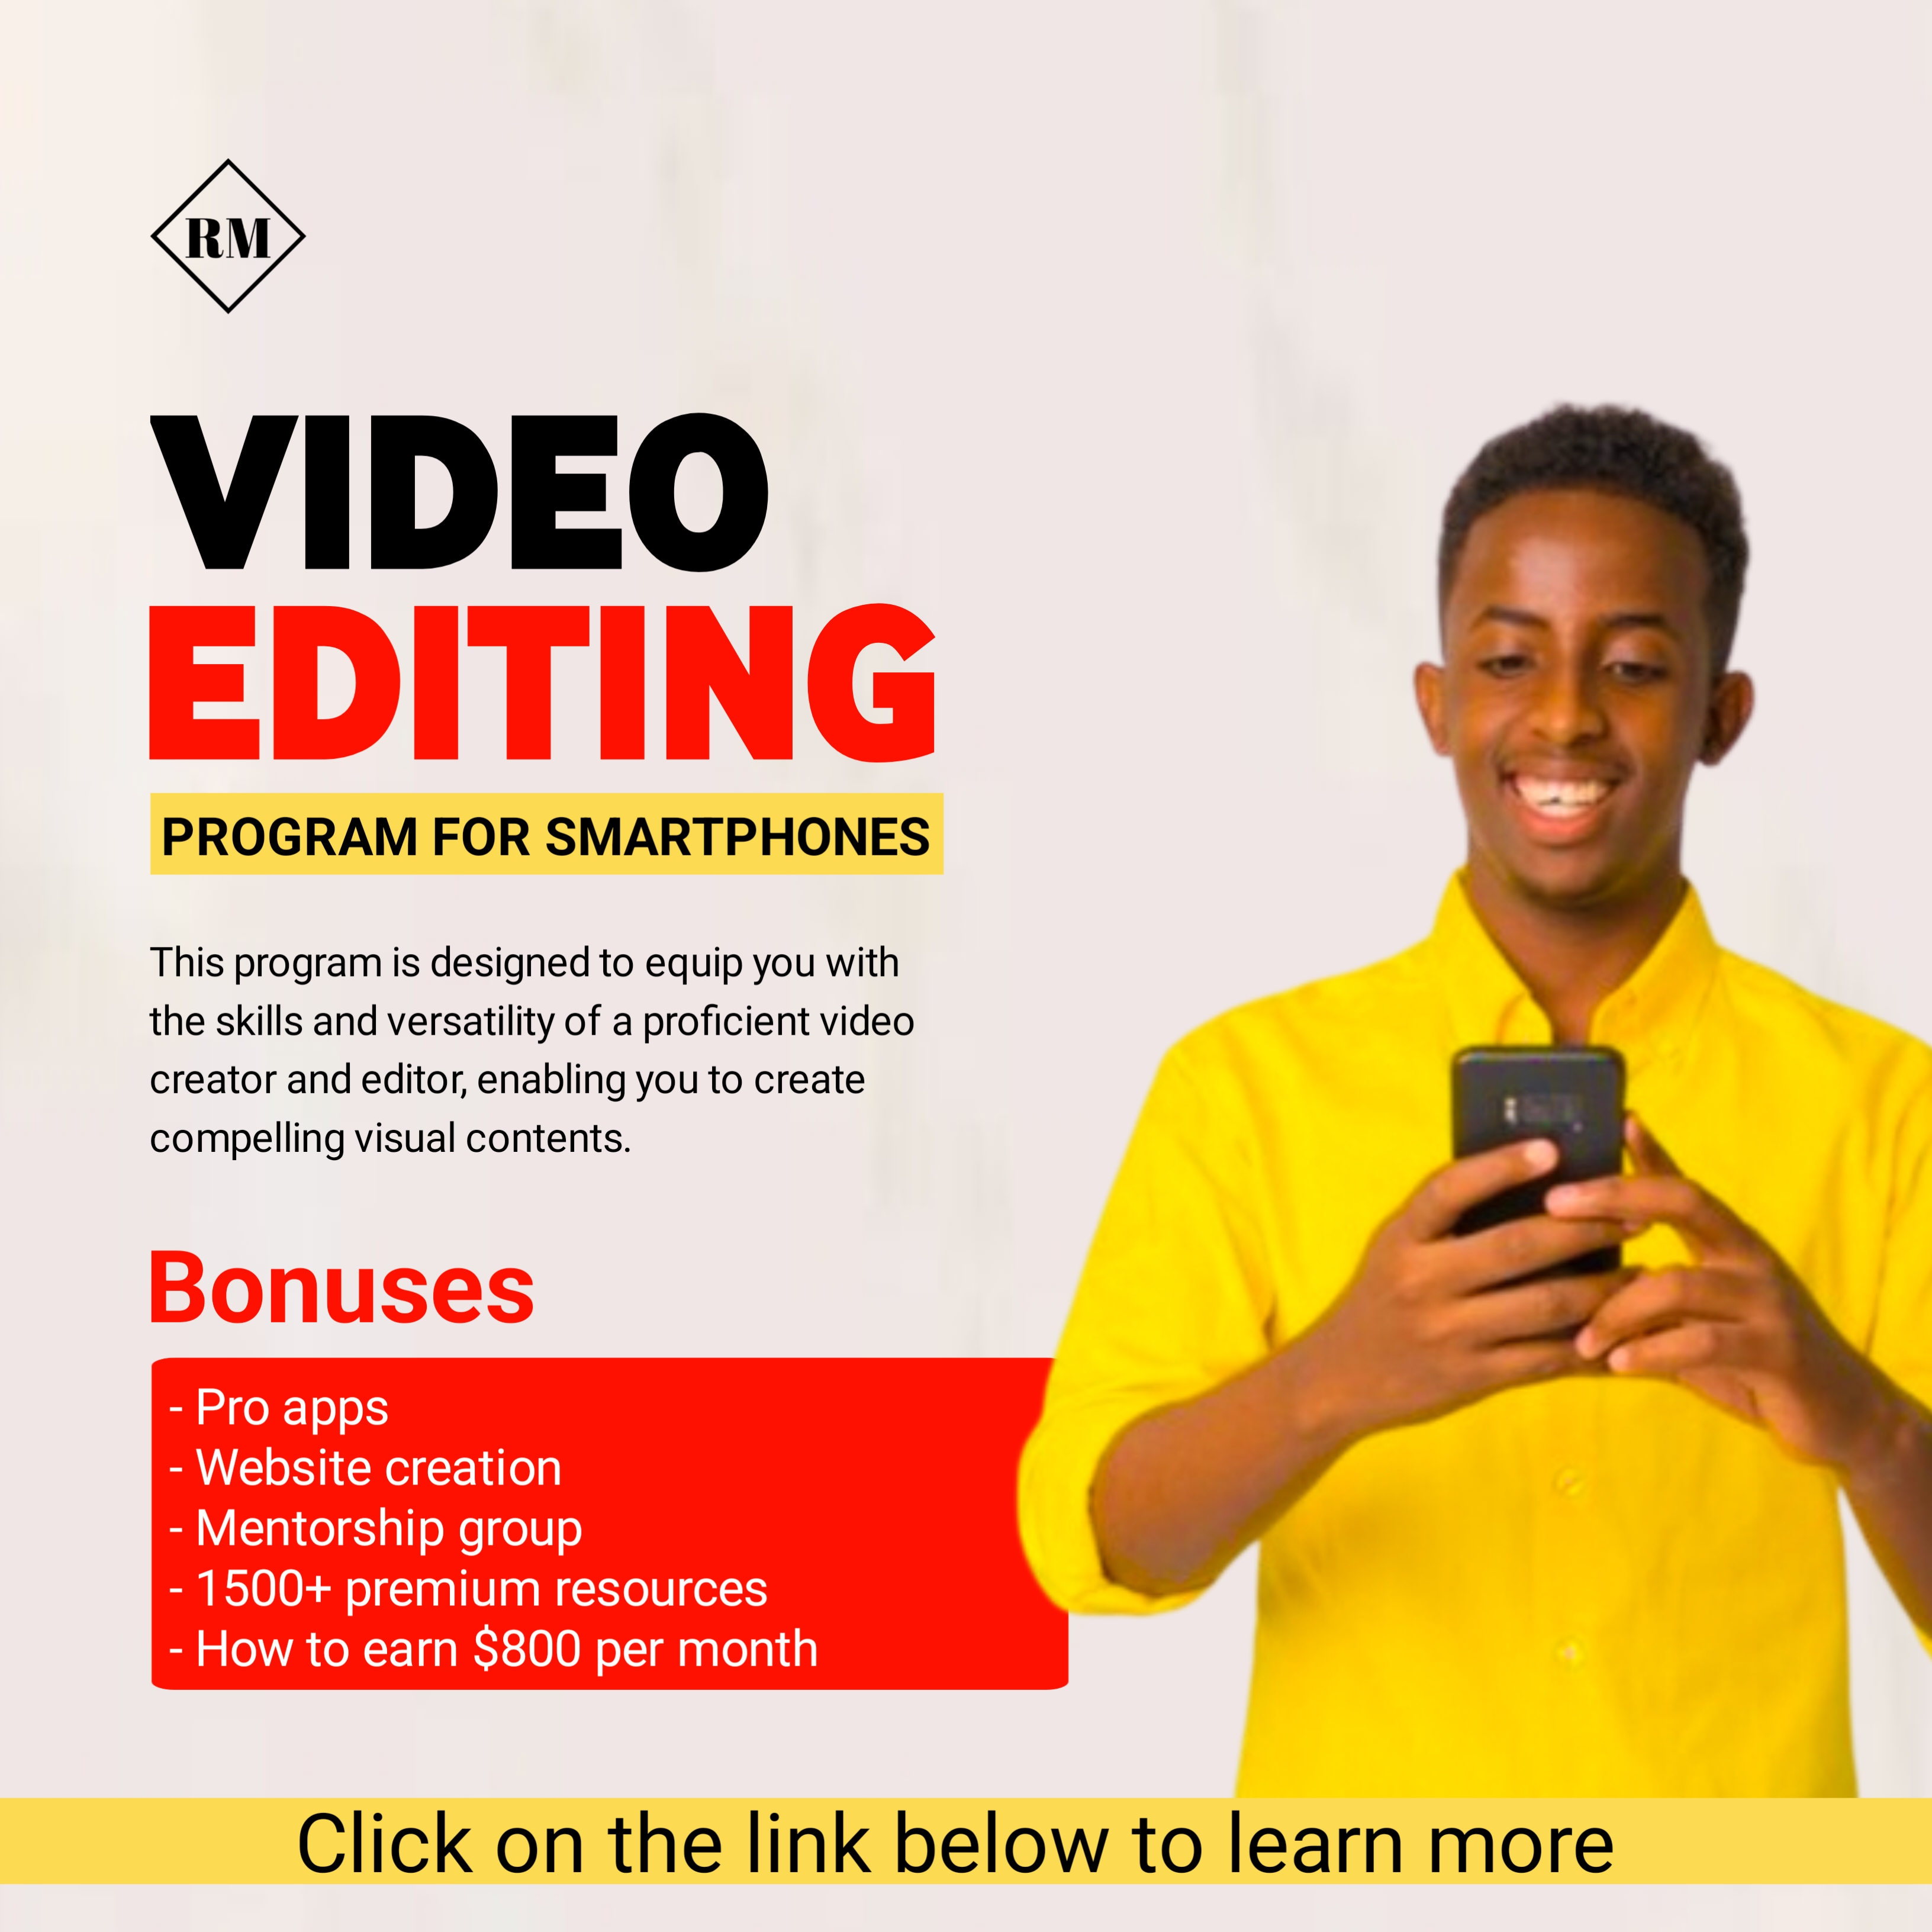 RM
VIDEO
EDITING
PROGRAM FOR SMARTPHONES
This program is designed to equip you with
the skills and versatility of a proficient video
creator and editor, enabling you to create
compelling visual contents.
Bonuses
- Pro apps
- Website creation
- Mentorship group
- 1500+ premium resources
- How to earn $800 per month
Click on the link below to learn more